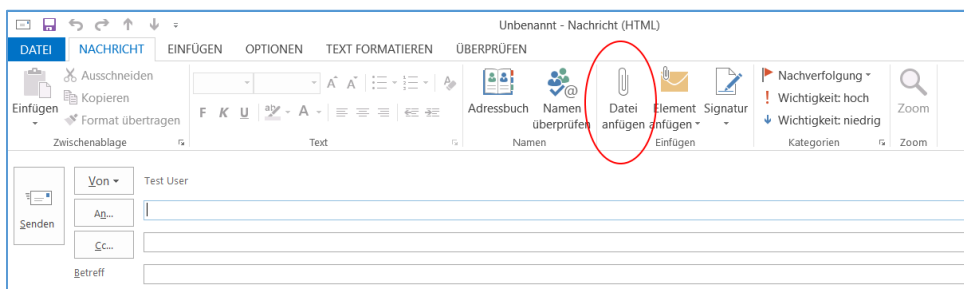 Unbenannt - Nachricht (HTML)
DATEI NACHRICHT EINFÜGEN OPTIONEN TEXT FORMATIEREN ÜBERPRÜFEN
Einfügen
Ausschneiden
Kopieren
Format übertragen
Zwischenablage
F K U
Text
Adressbuch
Namen überprüfen
Namen
Datei anfügen
Element anfügen
Signatur
Einfügen
Nachverfolgung
Wichtigkeit: hoch
Wichtigkeit: niedrig
Kategorien
Zoom
Zoom
Senden
Von
Test User
An...
Cc...
Betreff